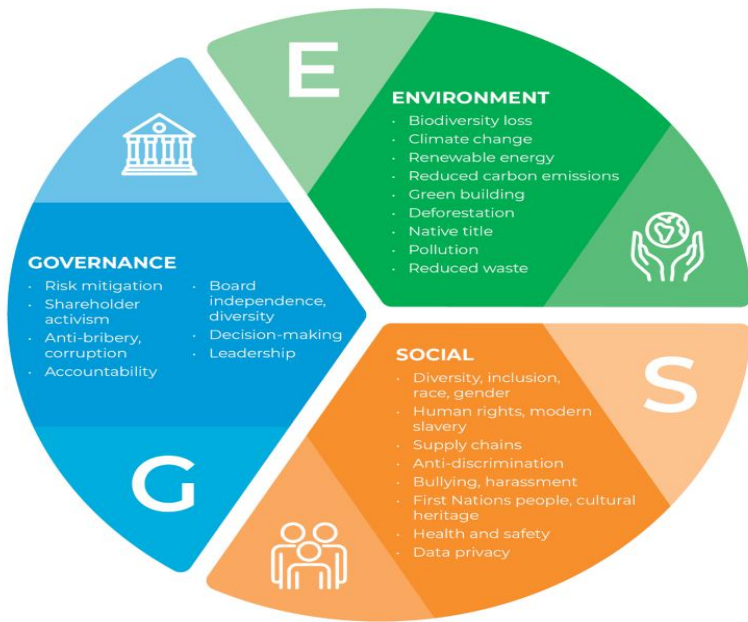 E
ENVIRONMENT
· Biodiversity loss
· Climate change
· Renewable energy
· Reduced carbon emissions
· Green building
· Deforestation
· Native title
· Pollution
· Reduced waste
GOVERNANCE
· Risk mitigation
· Shareholder
activism
· Anti-bribery,
corruption
· Accountability
· Board
independence,
diversity
· Decision-making
· Leadership
G
SOCIAL
· Diversity, inclusion,
race, gender
· Human rights, modern
slavery
· Supply chains
· Anti-discrimination
· Bullying, harassment
· First Nations people, cultural
heritage
· Health and safety
· Data privacy
S